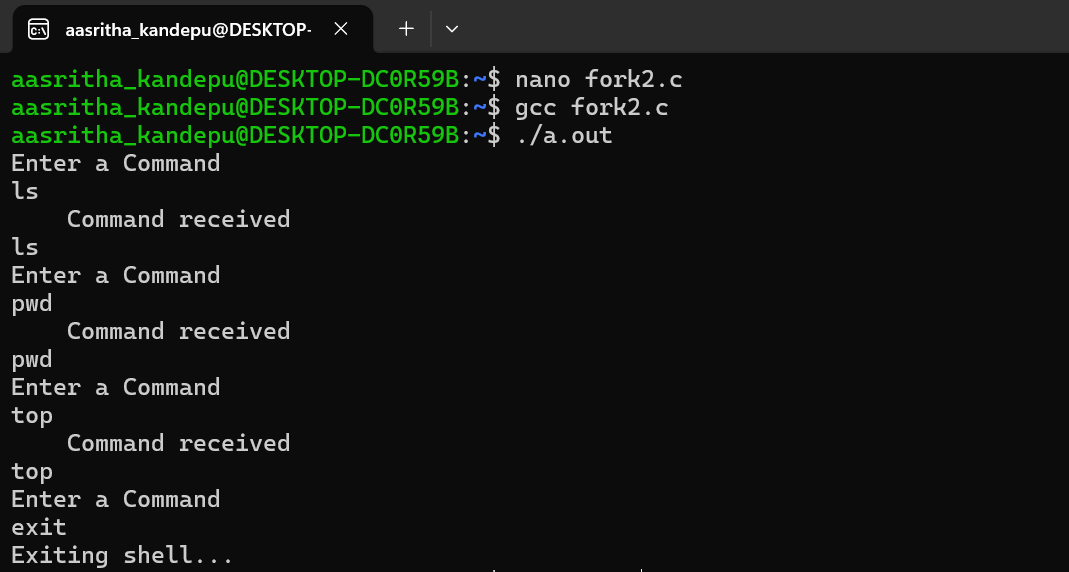 aasritha_kandepu@DESKTOP-
aasritha_kandepu@DESKTOP-DC0R59B:~$ nano fork2.c
aasritha_kandepu@DESKTOP-DC0R59B:~$ gcc fork2.c
aasritha_kandepu@DESKTOP-DC0R59B:~$ ./a.out
Enter a Command
ls
    Command received
ls
Enter a Command
pwd
    Command received
pwd
Enter a Command
top
    Command received
top
Enter a Command
exit
Exiting shell...